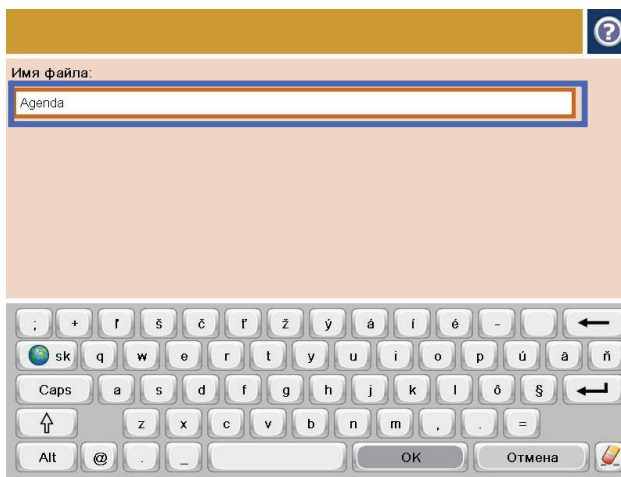 ?
Имя файла:
Agenda
; + ľ š č ť ž ý á í é -
sk q w e r t y u i o p ú ä ň
Caps a s d f g h j k l ô §
z x c v b n m , . =
Alt @ . _ OK Отмена